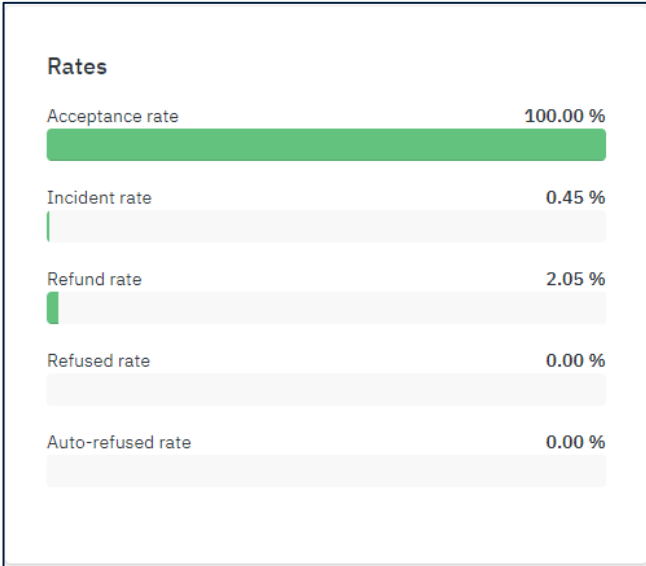 Rates
Acceptance rate 100.00 %
Incident rate 0.45 %
Refund rate 2.05 %
Refused rate 0.00 %
Auto-refused rate 0.00 %